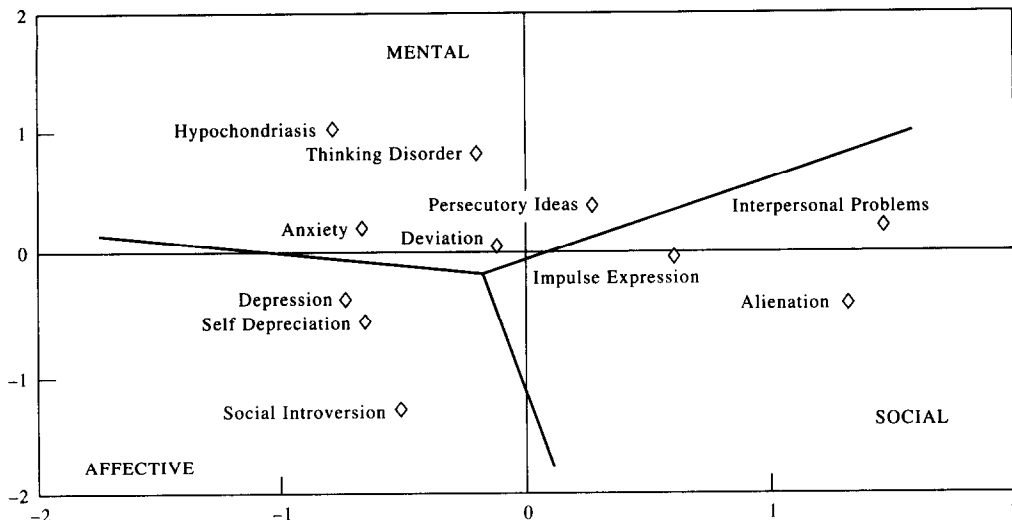 2
MENTAL
Hypochondriasis
1
Thinking Disorder
Persecutory Ideas
Interpersonal Problems
Anxiety
Deviation
0
Impulse Expression
Depression
Alienation
Self Depreciation
-1
Social Introversion
SOCIAL
AFFECTIVE
-2
-2
-1
0
1